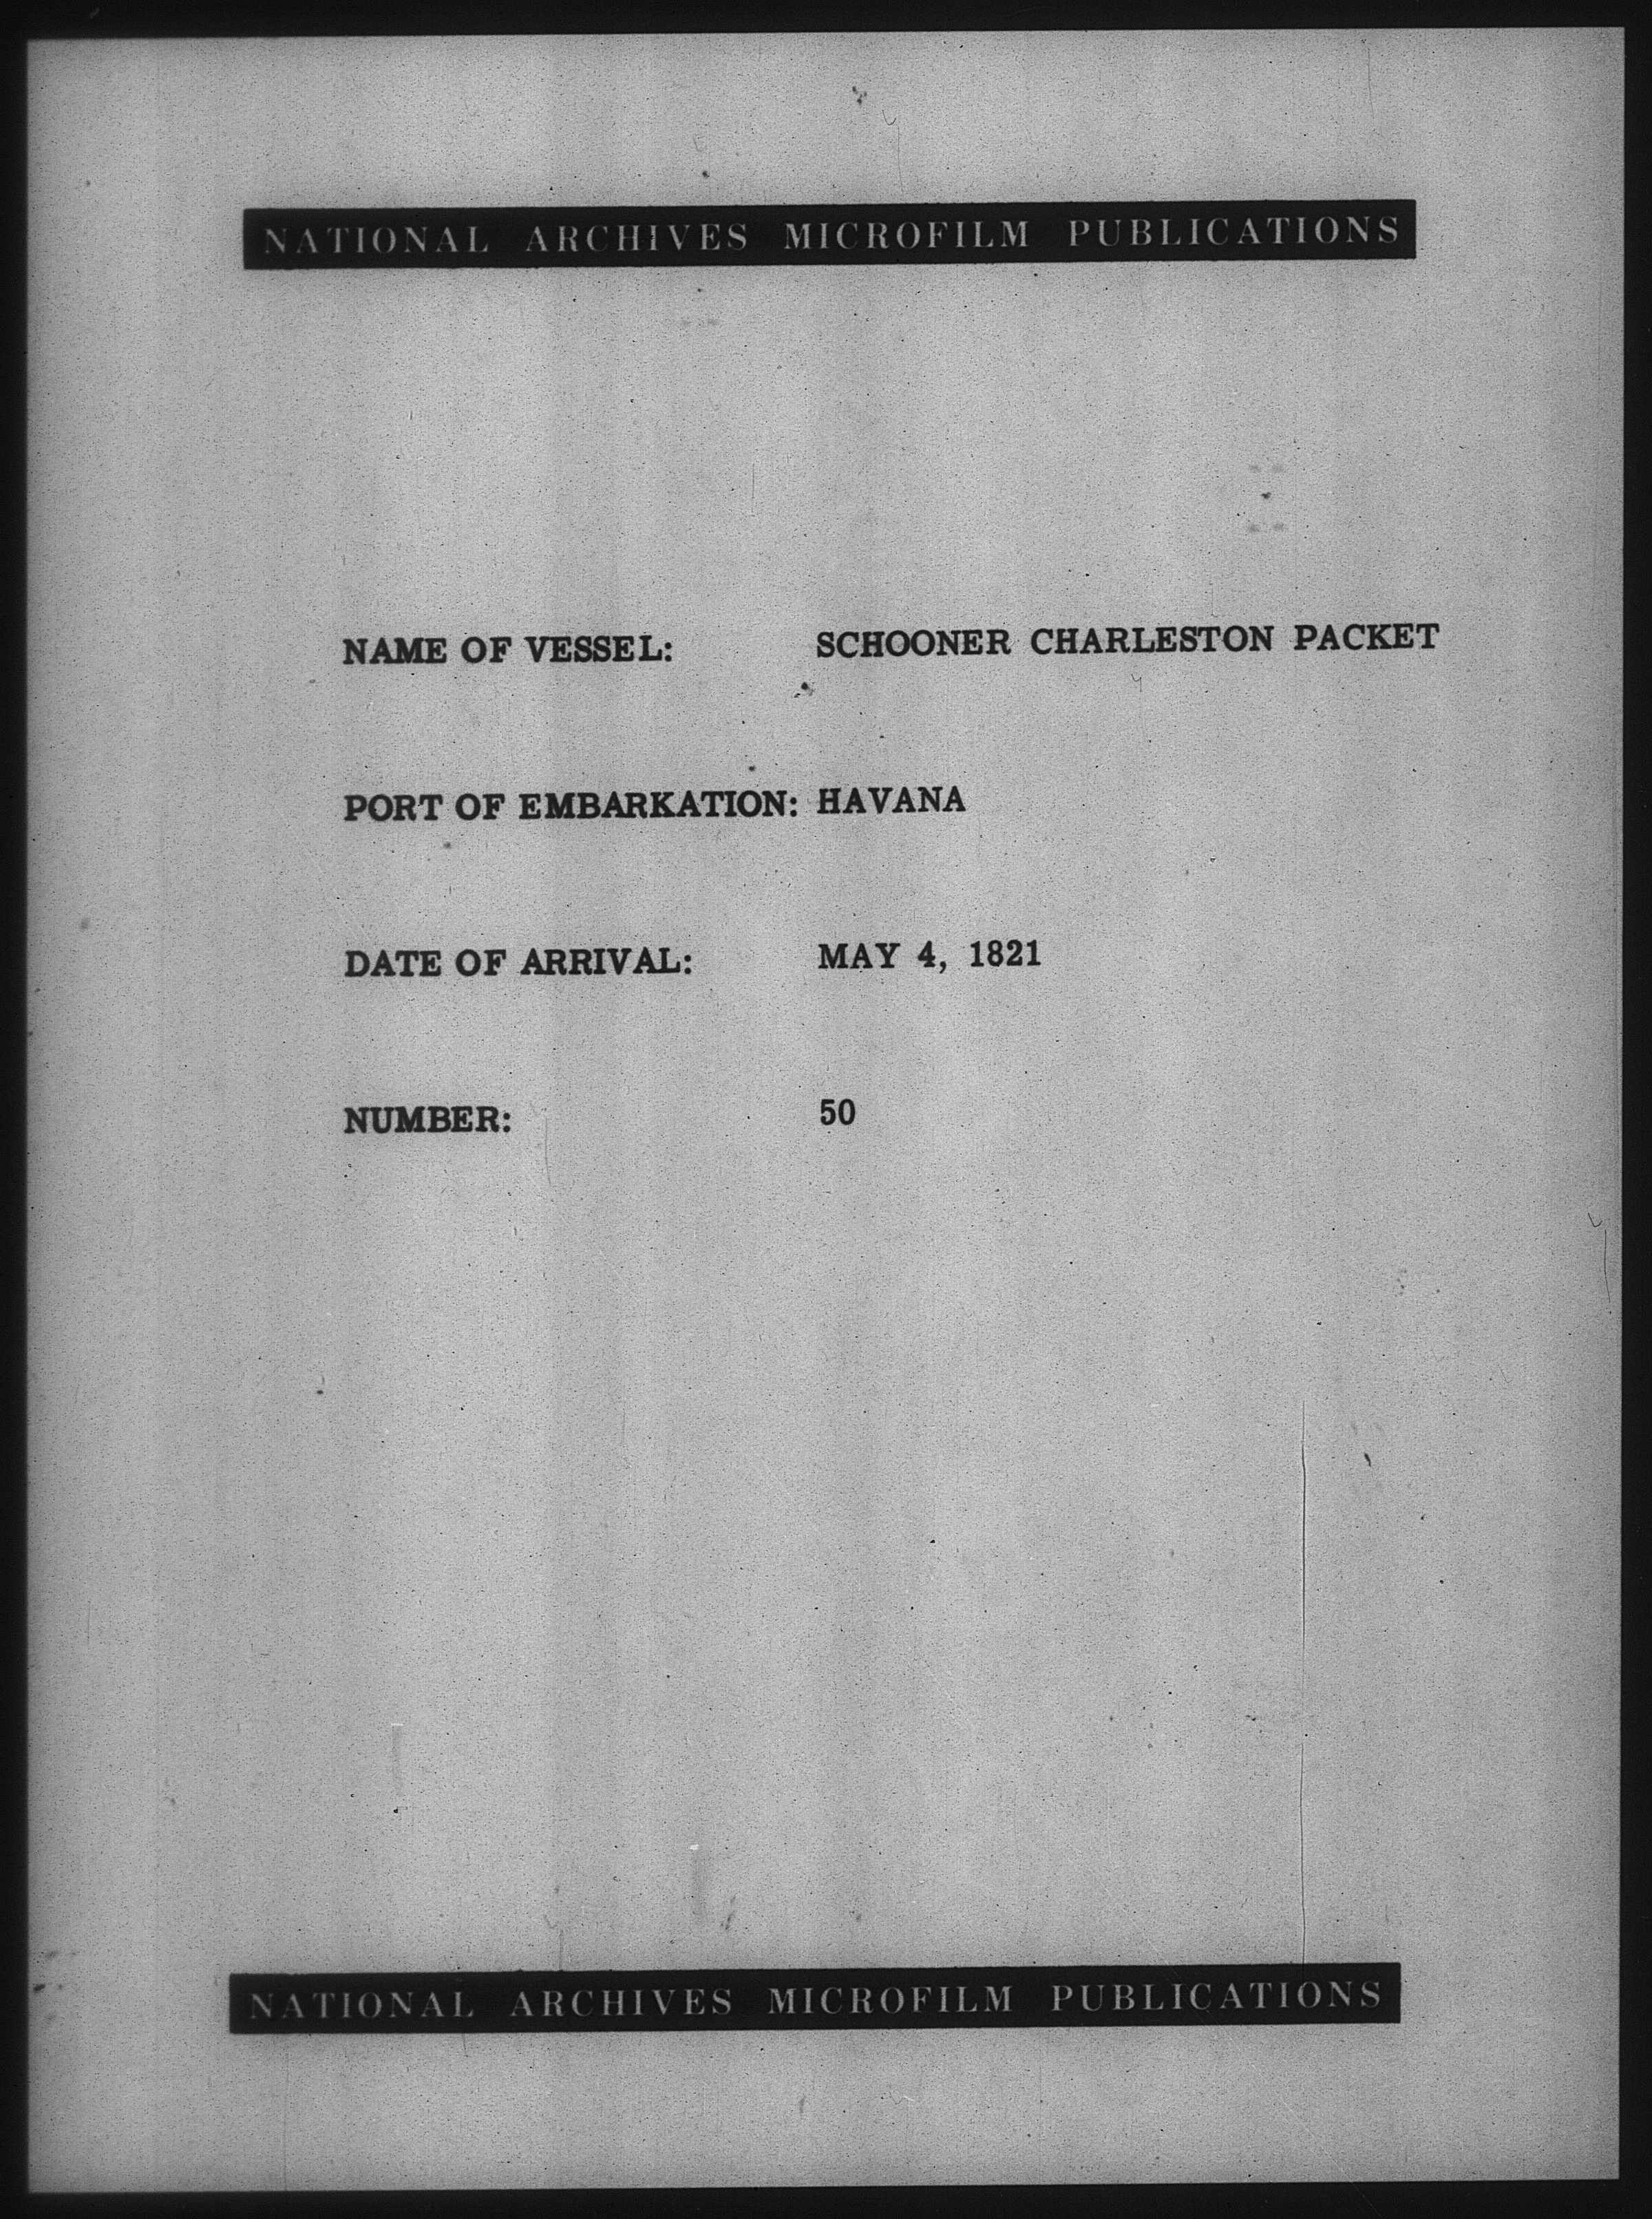 NATIONAL ARCHIVES MICROFILM PUBLICATIONS
NAME OF VESSEL: SCHOONER CHARLESTON PACKET
PORT OF EMBARKATION: HAVANA
DATE OF ARRIVAL: MAY 4, 1821
NUMBER: 50
NATIONAL ARCHIVES MICROFILM PUBLICATIONS